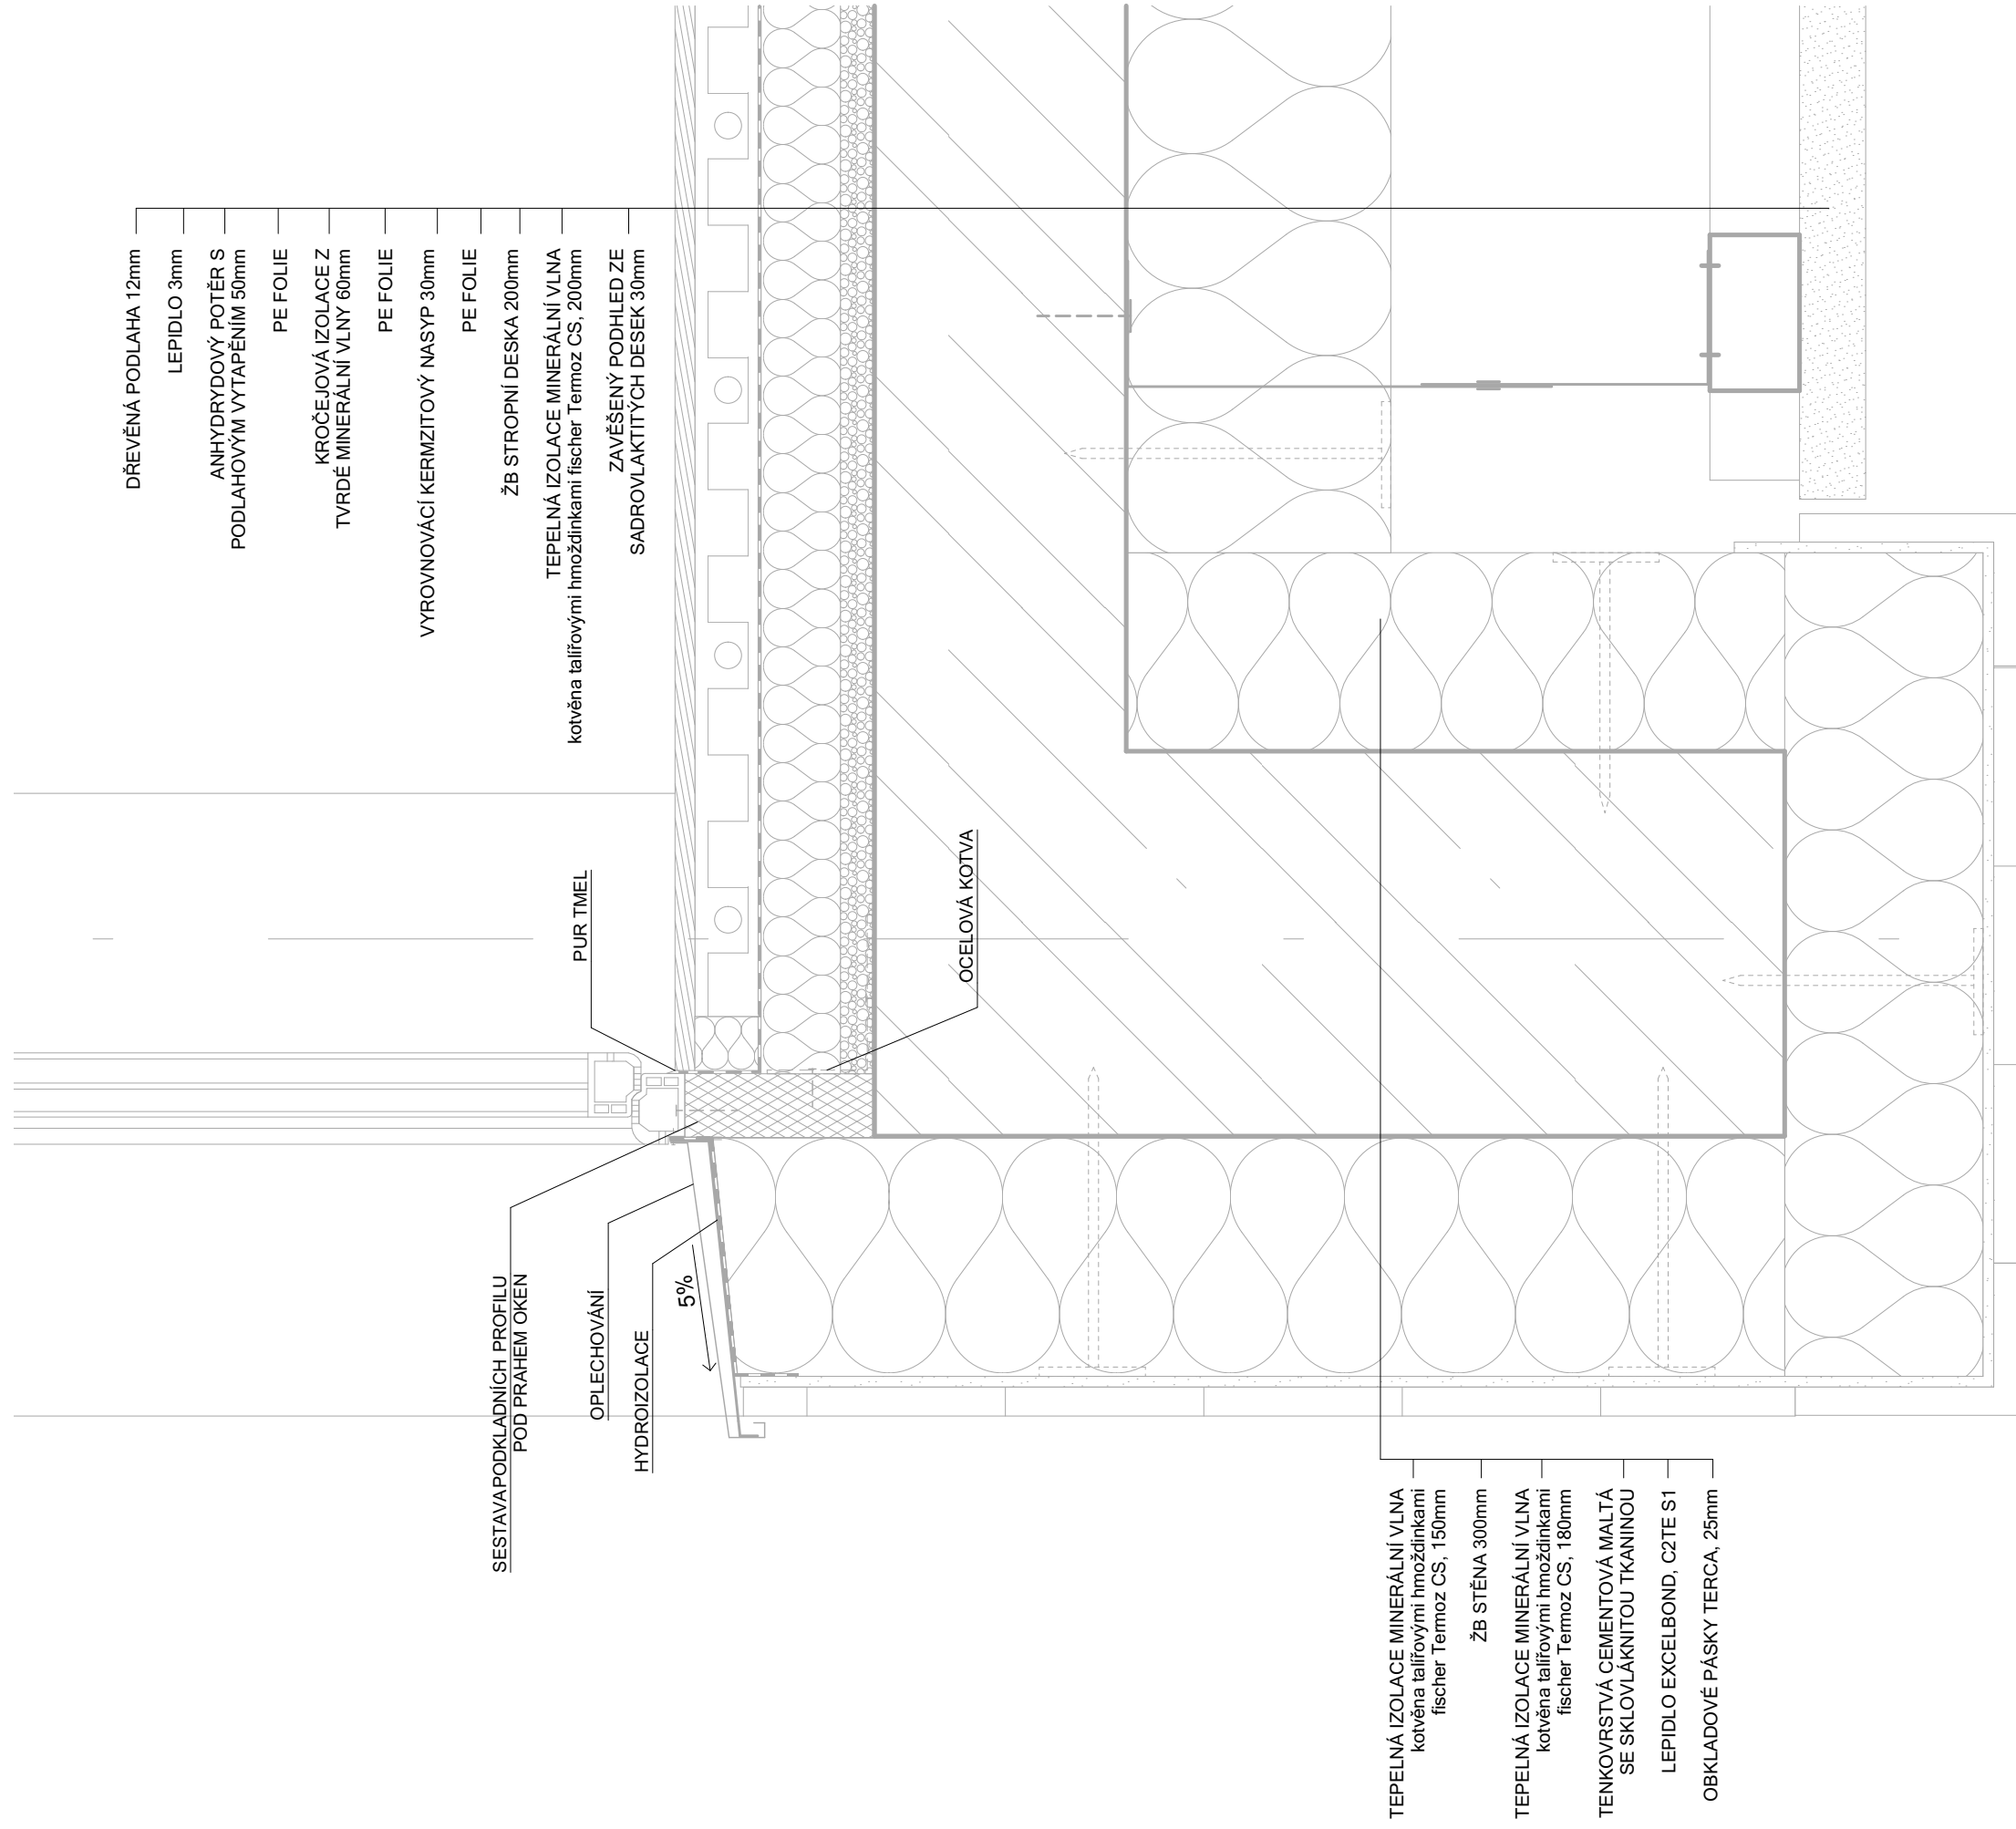 DŘEVĚNÁ PODLAHA 12mm
LEPIDLO 3mm
ANHYDRYDOVÝ POTĚR S
PODLAHOVÝM VYTAPĚNÍM 50mm
PE FOLIE
KROČEJOVÁ IZOLACE Z
TVRDÉ MINERÁLNÍ VLNY 60mm
PE FOLIE
VYROVNOVÁCÍ KERMZITOVÝ NASYP 30mm
PE FOLIE
ŽB STROPNÍ DESKA 200mm
TEPELNÁ IZOLACE MINERÁLNÍ VLNA
kotvěna talířovými hmoždinkami fischer Termoz CS, 200mm
ZAVĚŠENÝ PODHLED ZE
SADROVLAKTITÝCH DESEK 30mm
PUR TMEL
OCELOVÁ KOTVA
SESTAVAPODKLADNÍCH PROFILU
POD PRAHEM OKEN
OPLECHOVÁNÍ
HYDROIZOLACE
5%
TEPELNÁ IZOLACE MINERÁLNÍ VLNA
kotvěna talířovými hmoždinkami
fischer Termoz CS, 150mm
ŽB STĚNA 300mm
TEPELNÁ IZOLACE MINERÁLNÍ VLNA
kotvěna talířovými hmoždinkami
fischer Termoz CS, 180mm
TENKOVRSTVÁ CEMENTOVÁ MALTÁ
SE SKLOVLÁKNITOU TKANINOU
LEPIDLO EXCELBOND, C2TE S1
OBKLADOVÉ PÁSKY TERCA, 25mm